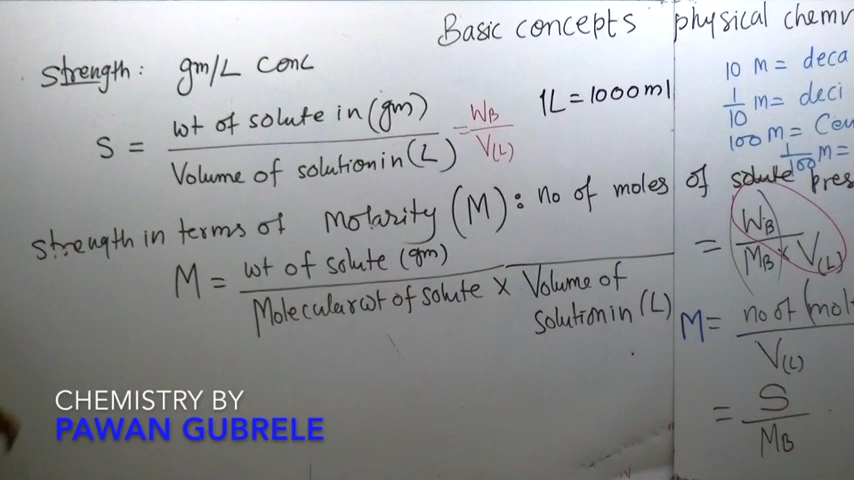 Basic concepts physical chem
strength: gm/L Conc
S = wt of solute in (gm) / Volume of solution in (L) = WB / V(L)
1L = 1000 ml
10 M = deca
1/10 M = deci
100 M = Cen
1/100 M =
strength in terms of Molarity (M): no of moles of solute pres
M = wt of solute (gm) / Molecular wt of solute × Volume of solution in (L)
= WB / MB × V(L)
M = no of (mol / V(L)
= S / MB
CHEMISTRY BY
PAWAN GUBRELE